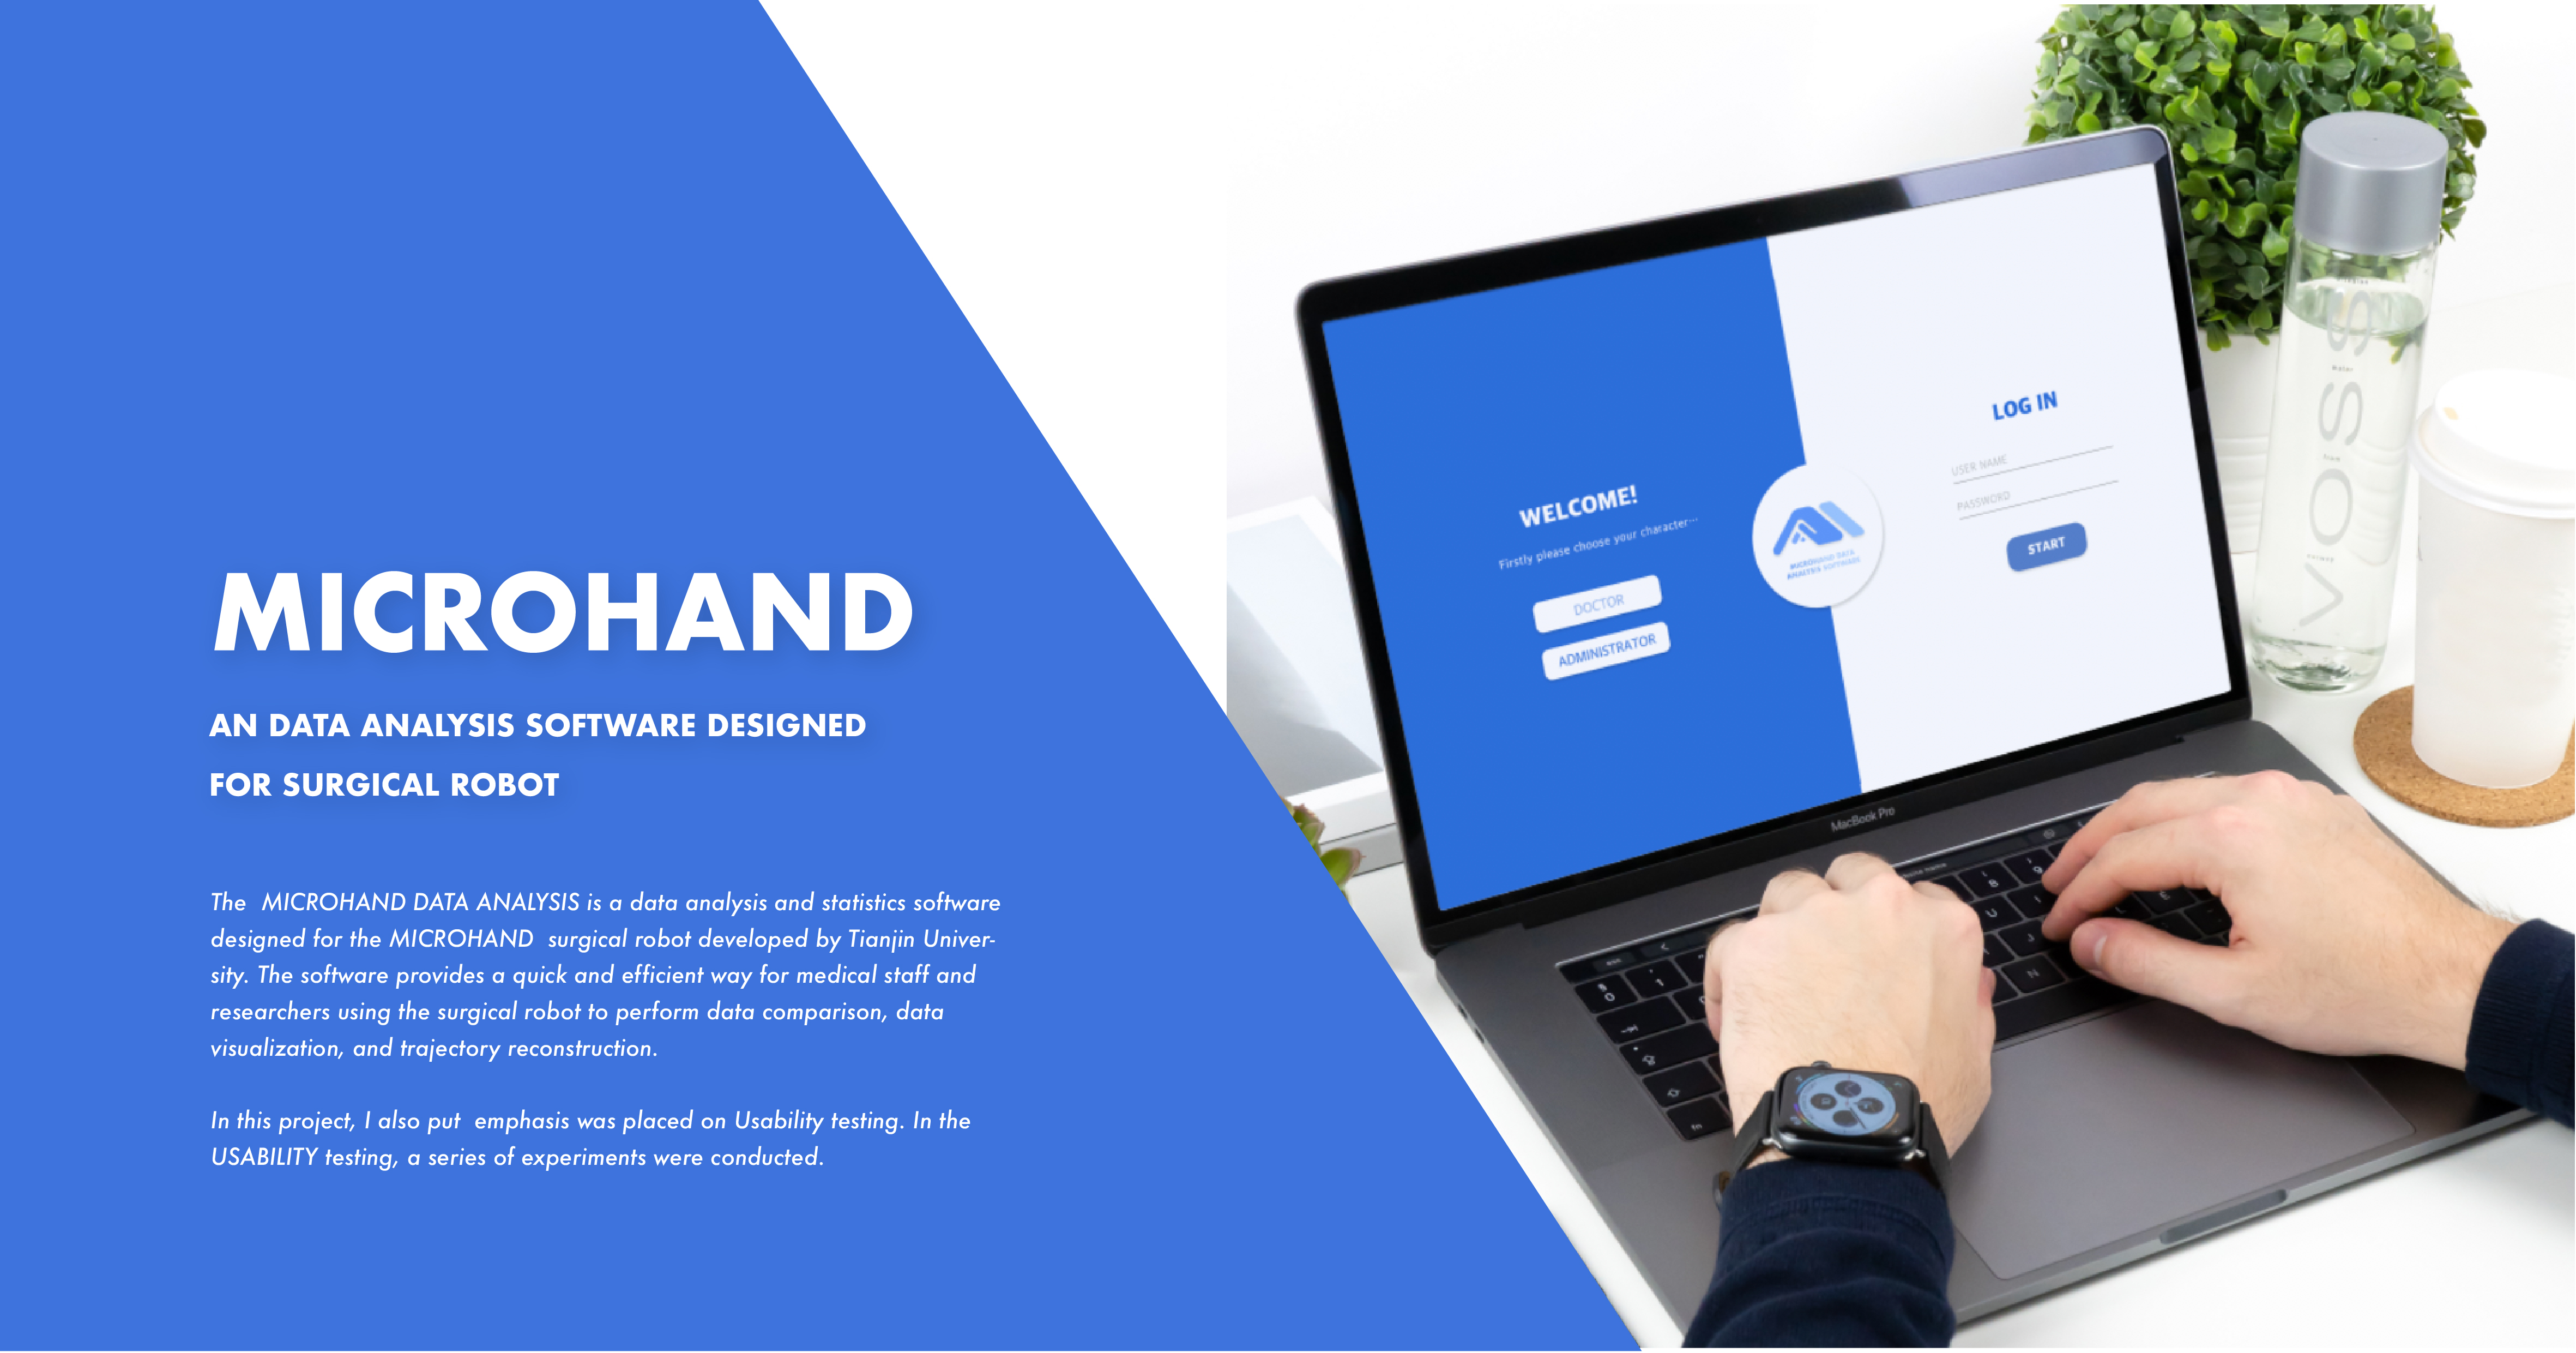 MICROHAND
AN DATA ANALYSIS SOFTWARE DESIGNED
FOR SURGICAL ROBOT
The  MICROHAND DATA ANALYSIS is a data analysis and statistics software
designed for the MICROHAND  surgical robot developed by Tianjin Univer-
sity. The software provides a quick and efficient way for medical staff and
researchers using the surgical robot to perform data comparison, data
visualization, and trajectory reconstruction.
In this project, I also put  emphasis was placed on Usability testing. In the
USABILITY testing, a series of experiments were conducted.
WELCOME!
Firstly please choose your character···
DOCTOR
ADMINISTRATOR
MICROHAND DATA
ANALYSIS SOFTWARE
LOG IN
USER NAME
PASSWORD
START
MacBook Pro
VOSS
water
from